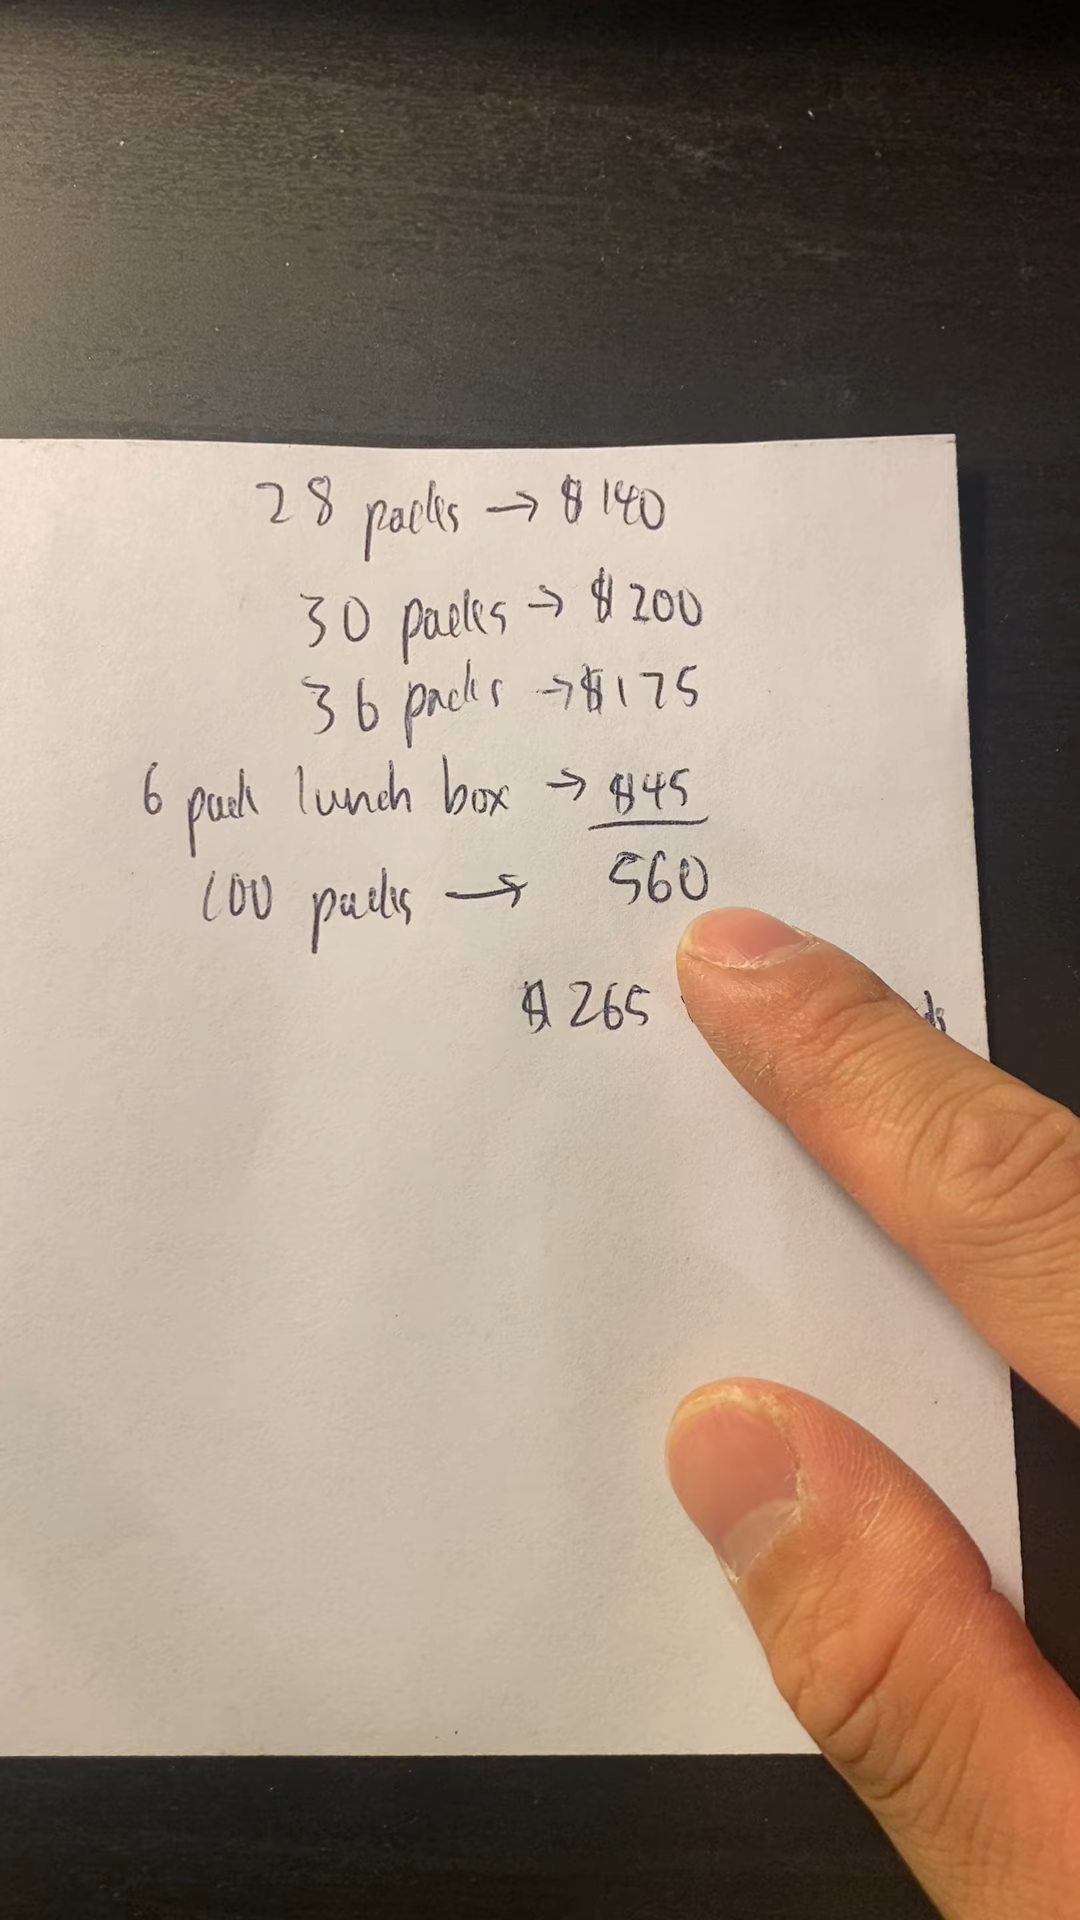 28 packs → $140
30 packs → $200
36 packs → $175
6 pack lunch box → $45
100 packs → 560
$265